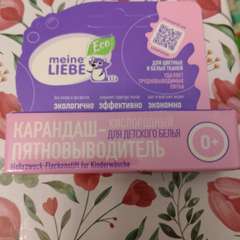 meine
LIEBE
Eco
ДЛЯ ЦВЕТНЫХ
И БЕЛЫХ ТКАНЕЙ
УДАЛЯЕТ
ТРУДНОВЫВОДИМЫЕ
ПЯТНА
ЭКОЛОГИЧНО ЭФФЕКТИВНО ЭКОНОМНО
КАРАНДАШ-
КИСЛОРОДНЫЙ
ПЯТНОВЫВОДИТЕЛЬ
ДЛЯ ДЕТСКОГО БЕЛЬЯ
0+
Mehrzweck-Fleckenstift für Kinderwäsche